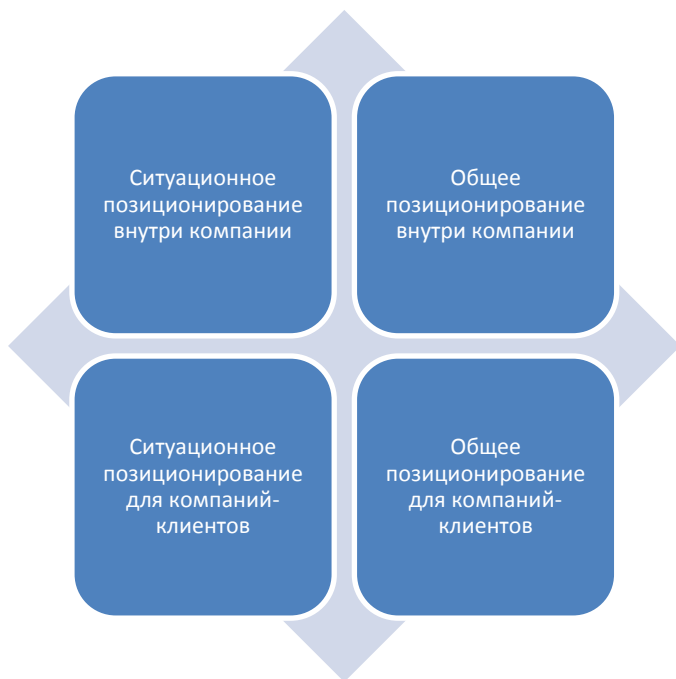 Ситуационное
позиционирование
внутри компании
Общее
позиционирование
внутри компании
Ситуационное
позиционирование
для компаний-
клиентов
Общее
позиционирование
для компаний-
клиентов